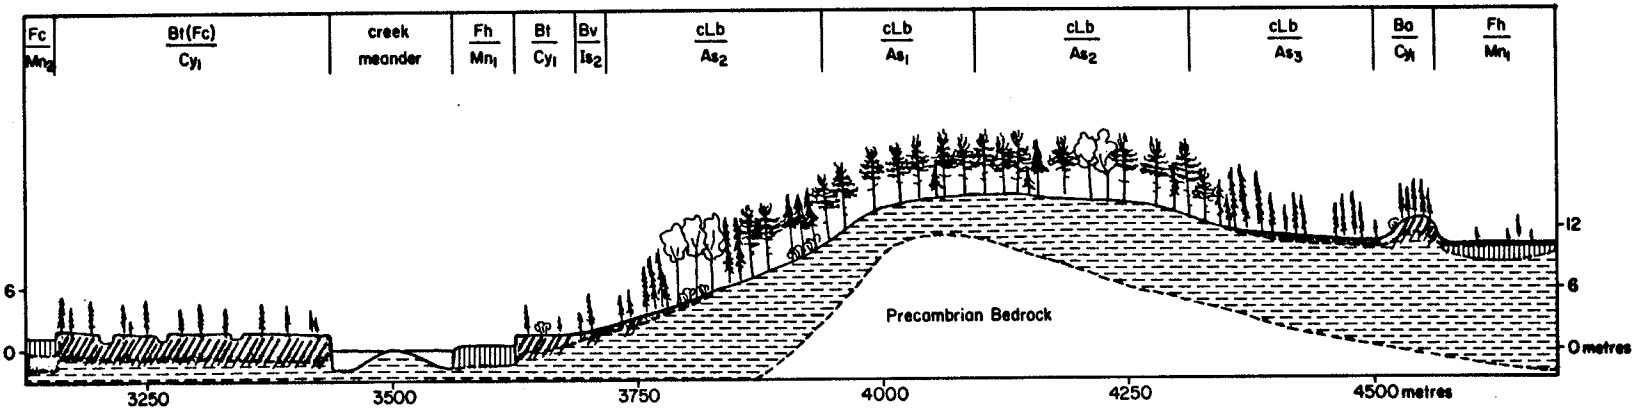 Fc
Mn2
Bt(Fc)
Cy1
creek
meander
Fh
Mn1
Bt
Cy1
Bv
Is2
cLb
As2
cLb
As1
cLb
As2
cLb
As3
Ba
Cy1
Fh
Mn1
6
0
12
6
0 metres
Precambrian Bedrock
3250
3500
3750
4000
4250
4500 metres